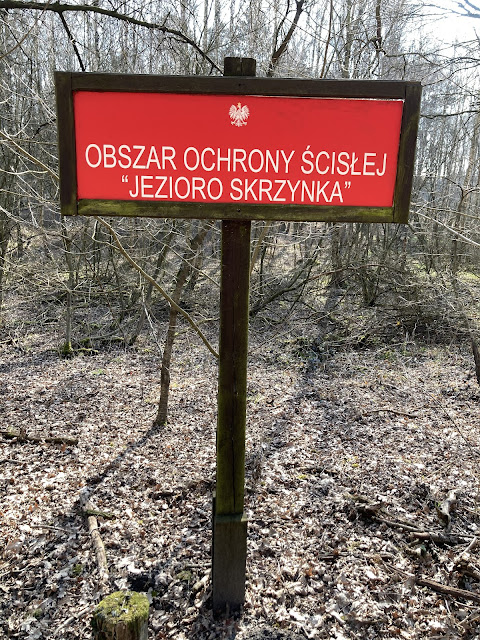 OBSZAR OCHRONY ŚCISŁEJ
“JEZIORO SKRZYNKA”